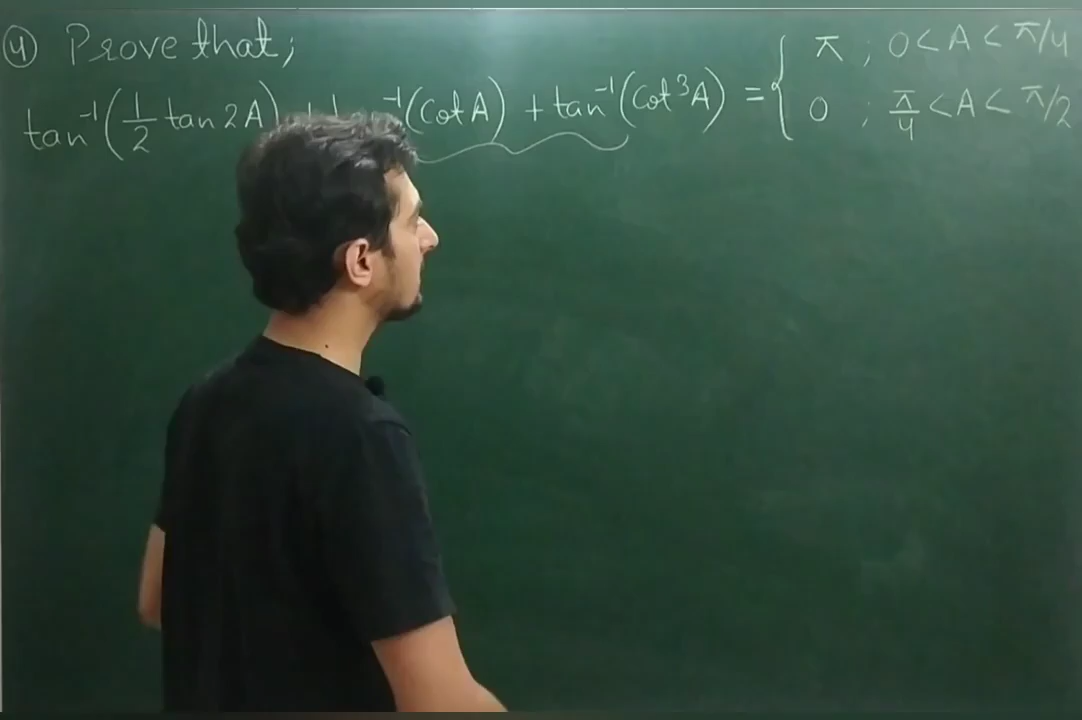 ④ Prove that;
tan⁻¹(1/2 tan 2A) ⁻¹(Cot A) + tan⁻¹(Cot³A) = { π ; 0 < A < π/4
0 ; π/4 < A < π/2